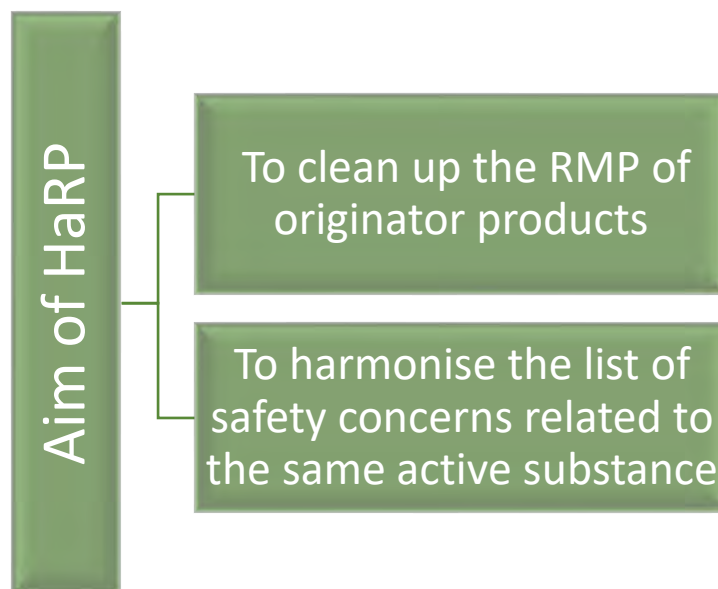 Aim of HaRP
To clean up the RMP of
originator products
To harmonise the list of
safety concerns related to
the same active substance